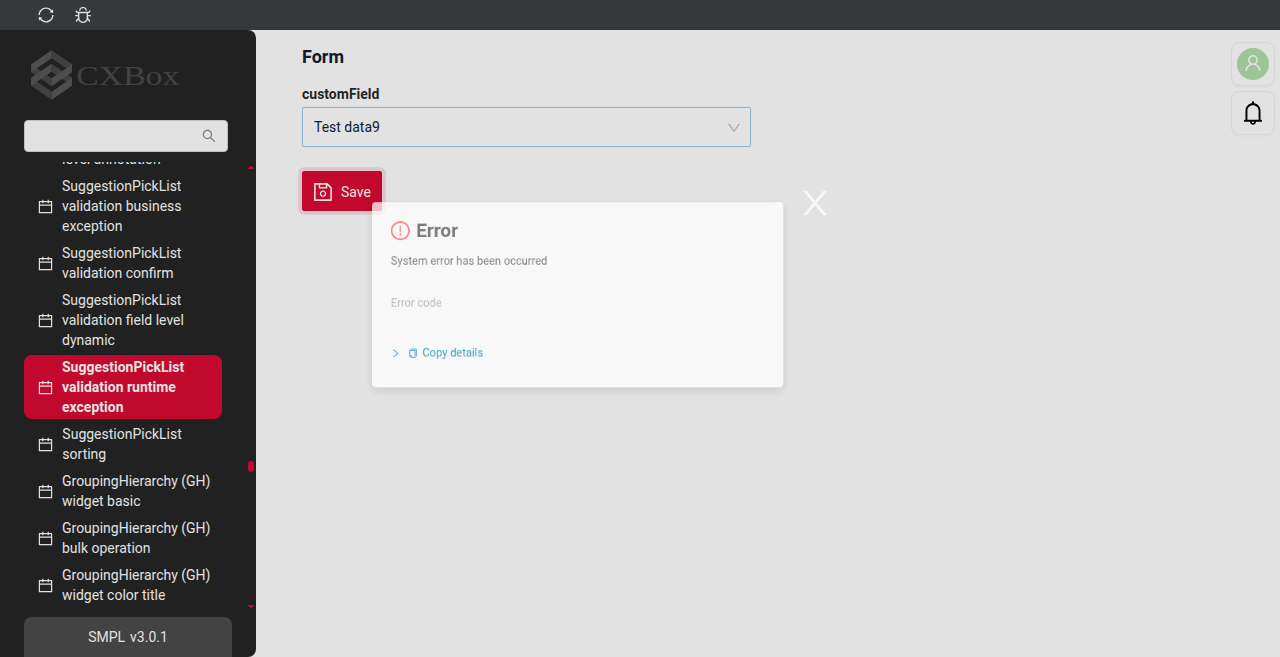 CXBox
level annotation
SuggestionPickList
validation business
exception
SuggestionPickList
validation confirm
SuggestionPickList
validation field level
dynamic
SuggestionPickList
validation runtime
exception
SuggestionPickList
sorting
GroupingHierarchy (GH)
widget basic
GroupingHierarchy (GH)
bulk operation
GroupingHierarchy (GH)
widget color title
SMPL v3.0.1
Form
customField
Test data9
Save
Error
System error has been occurred
Error code
Copy details